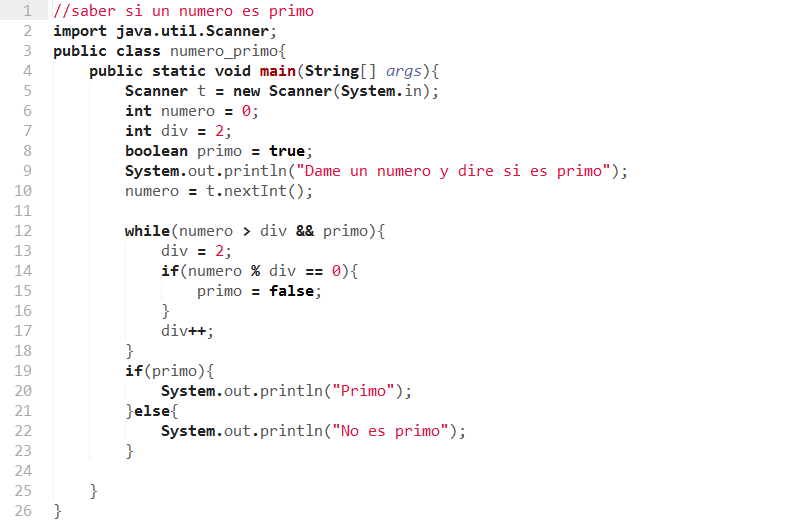 1 //saber si un numero es primo
2 import java.util.Scanner;
3 public class numero_primo{
4     public static void main(String[] args){
5         Scanner t = new Scanner(System.in);
6         int numero = 0;
7         int div = 2;
8         boolean primo = true;
9         System.out.println("Dame un numero y dire si es primo");
10         numero = t.nextInt();
11
12         while(numero > div && primo){
13             div = 2;
14             if(numero % div == 0){
15                 primo = false;
16             }
17             div++;
18         }
19         if(primo){
20             System.out.println("Primo");
21         }else{
22             System.out.println("No es primo");
23         }
24
25     }
26 }